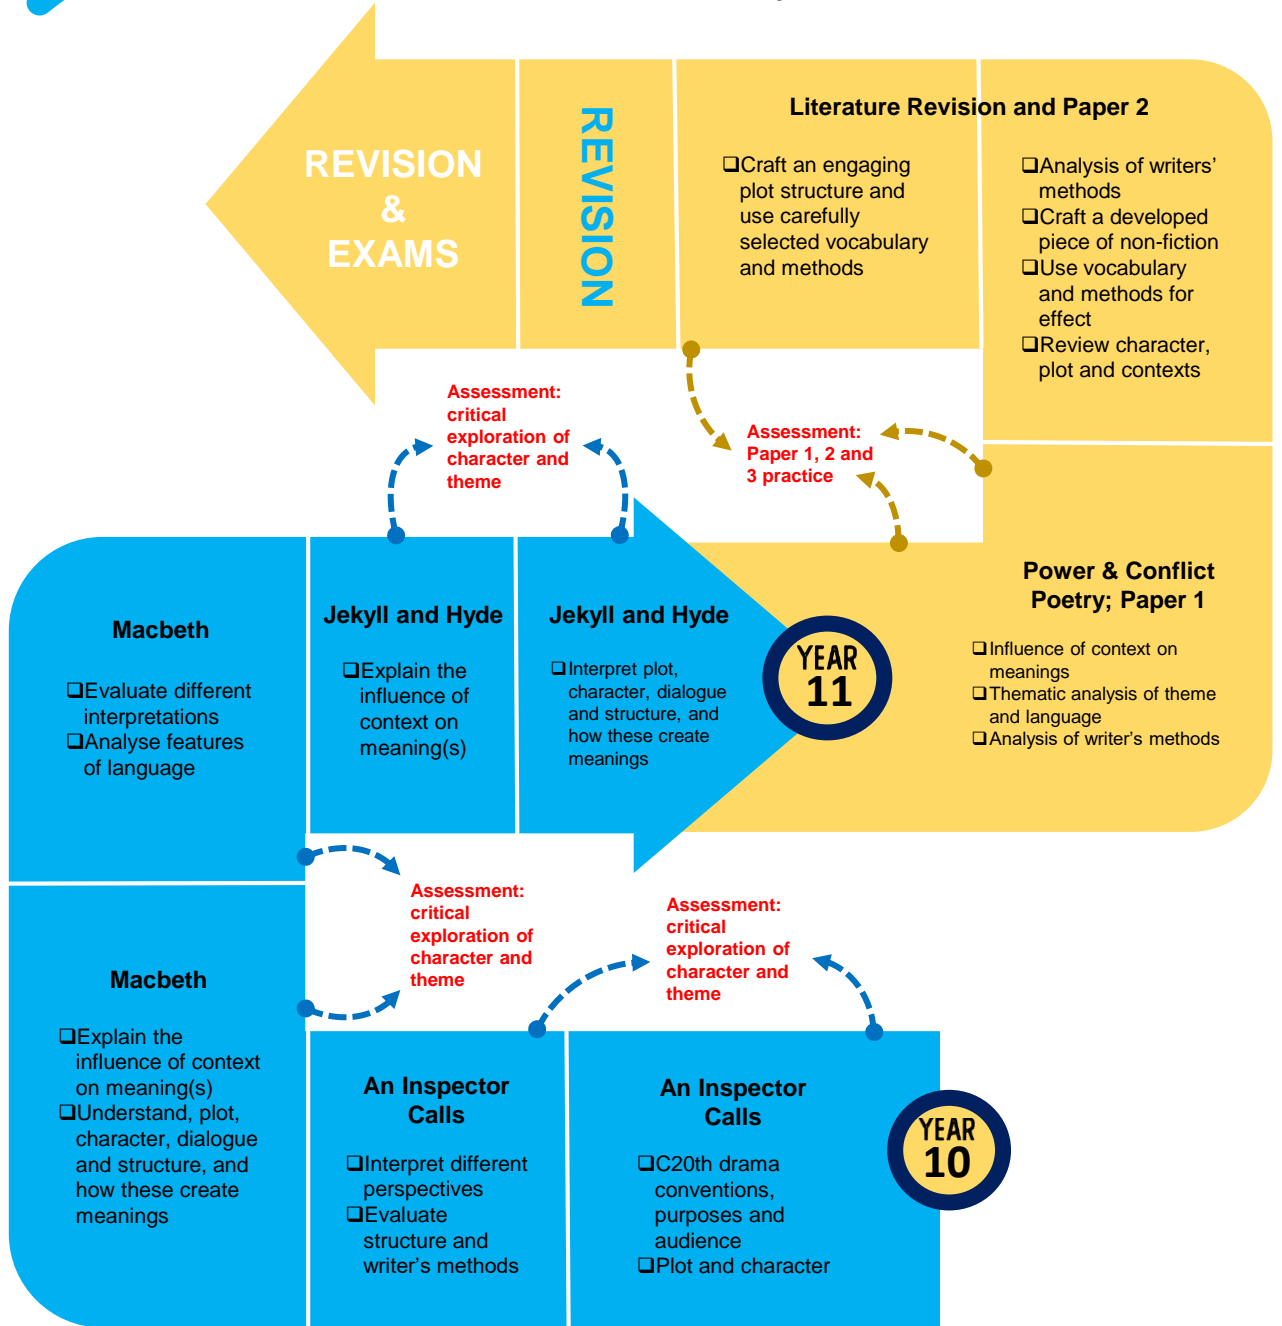 REVISION
&
EXAMS
REVISION
Literature Revision and Paper 2
❑Craft an engaging
plot structure and
use carefully
selected vocabulary
and methods
❑Analysis of writers’
methods
❑Craft a developed
piece of non-fiction
❑Use vocabulary
and methods for
effect
❑Review character,
plot and contexts
Assessment:
critical
exploration of
character and
theme
Assessment:
Paper 1, 2 and
3 practice
Macbeth
❑Evaluate different
interpretations
❑Analyse features
of language
Jekyll and Hyde
❑Explain the
influence of
context on
meaning(s)
Jekyll and Hyde
❑Interpret plot,
character, dialogue
and structure, and
how these create
meanings
YEAR
11
Power & Conflict
Poetry; Paper 1
❑Influence of context on
meanings
❑Thematic analysis of theme
and language
❑Analysis of writer’s methods
Assessment:
critical
exploration of
character and
theme
Assessment:
critical
exploration of
character and
theme
Macbeth
❑Explain the
influence of context
on meaning(s)
❑Understand, plot,
character, dialogue
and structure, and
how these create
meanings
An Inspector
Calls
❑Interpret different
perspectives
❑Evaluate
structure and
writer’s methods
An Inspector
Calls
❑C20th drama
conventions,
purposes and
audience
❑Plot and character
YEAR
10